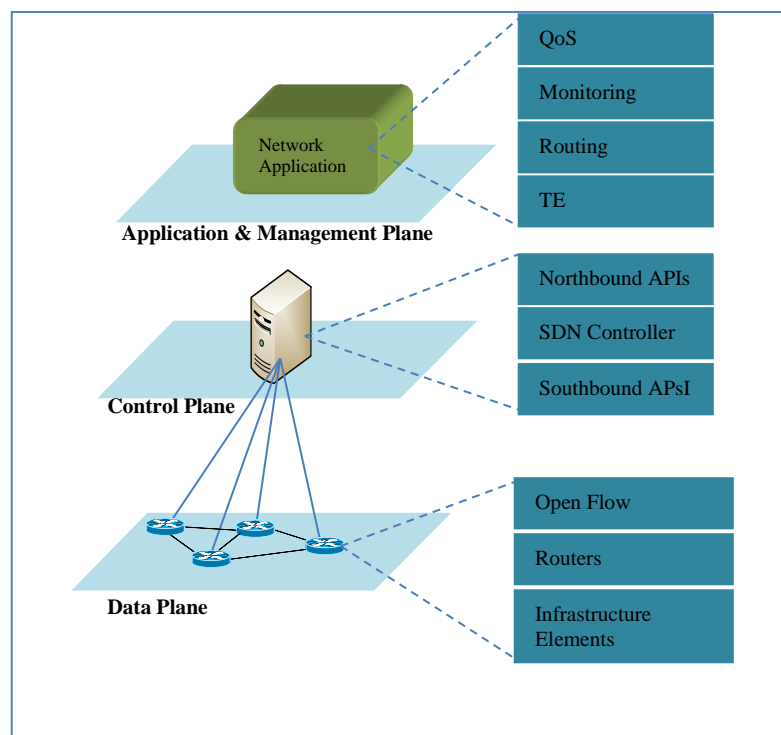 QoS
Monitoring
Network
Application
Routing
TE
Application & Management Plane
Northbound APIs
SDN Controller
Southbound APsI
Control Plane
Open Flow
Routers
Infrastructure
Elements
Data Plane